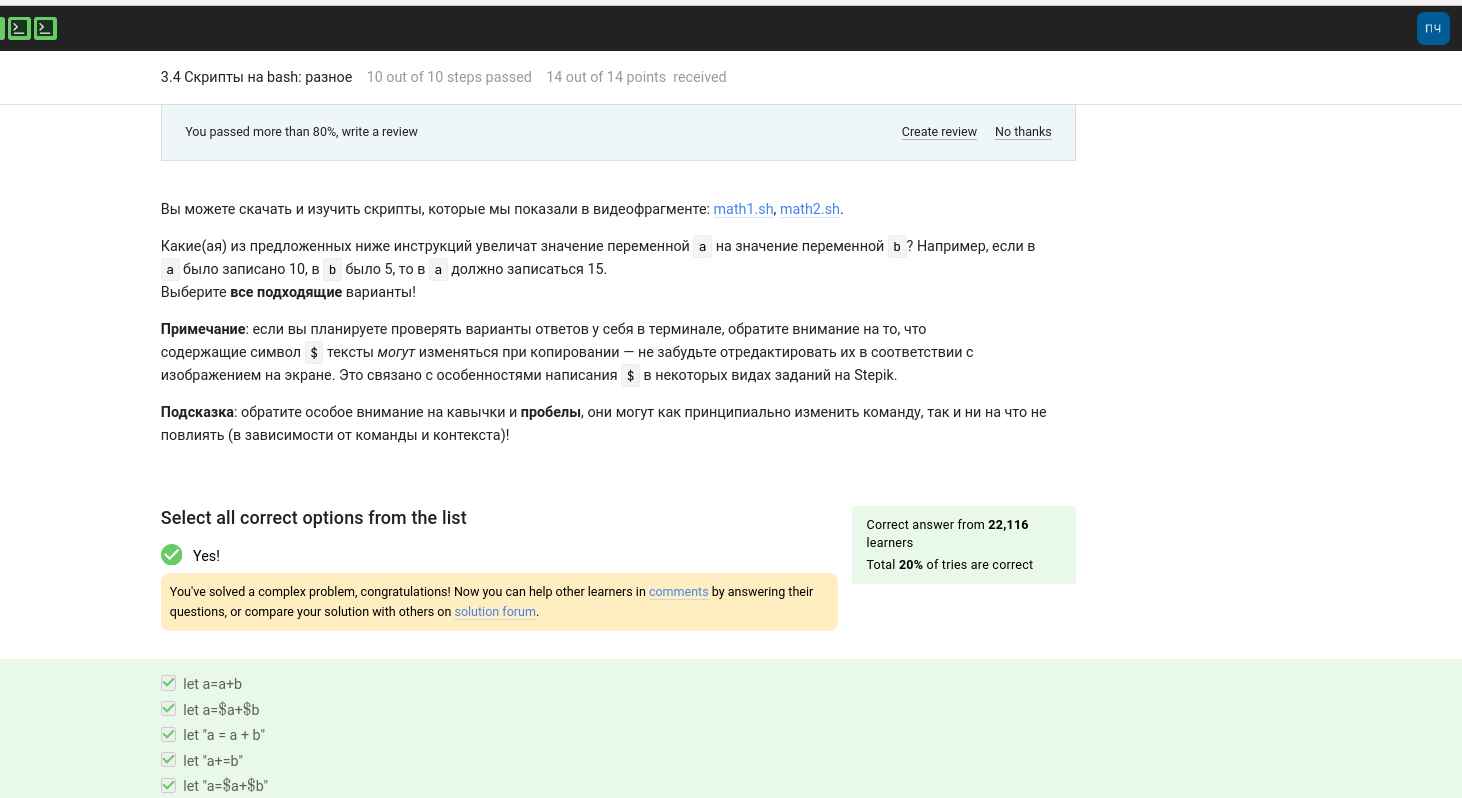 ПЧ
3.4 Скрипты на bash: разное 10 out of 10 steps passed 14 out of 14 points received
You passed more than 80%, write a review Create review No thanks
Вы можете скачать и изучить скрипты, которые мы показали в видеофрагменте: math1.sh, math2.sh.
Какие(ая) из предложенных ниже инструкций увеличат значение переменной a на значение переменной b? Например, если в
a было записано 10, в b было 5, то в a должно записаться 15.
Выберите все подходящие варианты!
Примечание: если вы планируете проверять варианты ответов у себя в терминале, обратите внимание на то, что
содержащие символ $ тексты могут изменяться при копировании — не забудьте отредактировать их в соответствии с
изображением на экране. Это связано с особенностями написания $ в некоторых видах заданий на Stepik.
Подсказка: обратите особое внимание на кавычки и пробелы, они могут как принципиально изменить команду, так и ни на что не
повлиять (в зависимости от команды и контекста)!
Select all correct options from the list
Yes!
You've solved a complex problem, congratulations! Now you can help other learners in comments by answering their
questions, or compare your solution with others on solution forum.
Correct answer from 22,116
learners
Total 20% of tries are correct
let a=a+b
let a=$a+$b
let "a = a + b"
let "a+=b"
let "a=$a+$b"